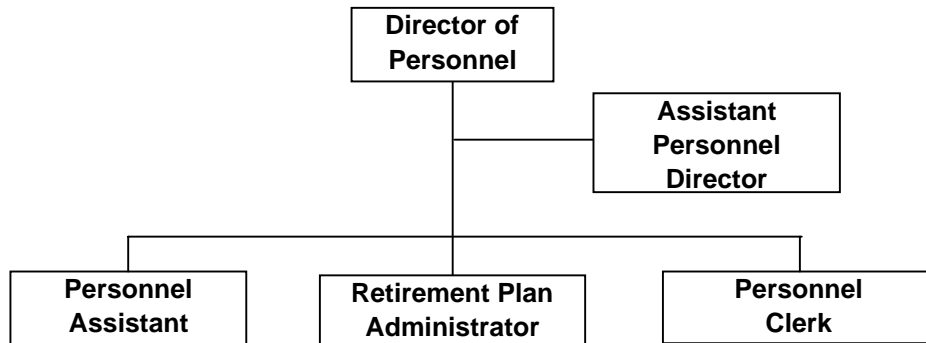 Director of
Personnel
Assistant
Personnel
Director
Personnel
Assistant
Retirement Plan
Administrator
Personnel
Clerk